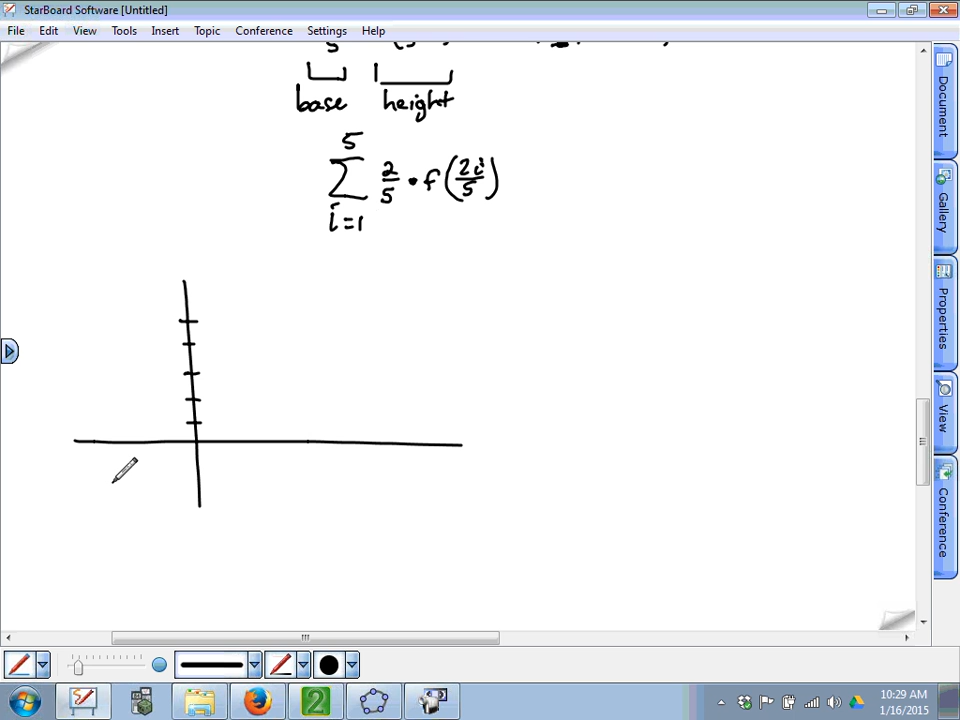 StarBoard Software [Untitled]
File Edit View Tools Insert Topic Conference Settings Help
base height
5
∑ 2/5 • f(2i/5)
i=1
Document
Gallery
Properties
View
Conference
2
10:29 AM
1/16/2015